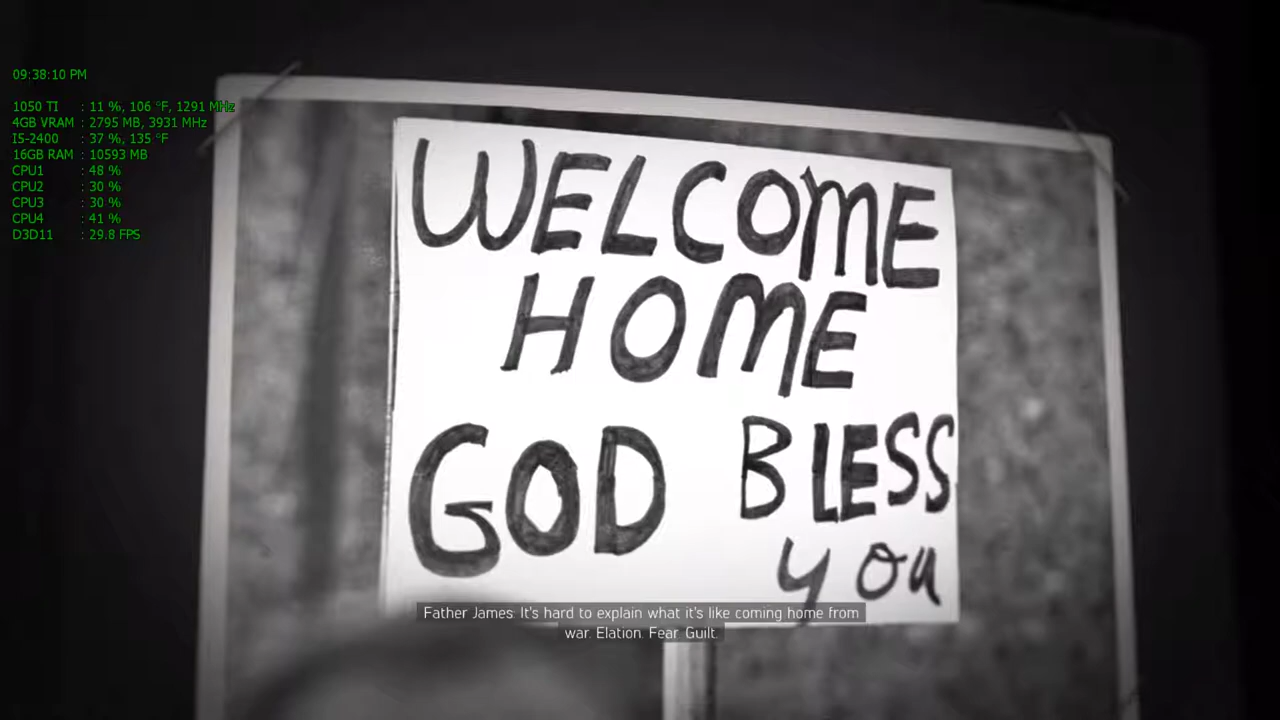 09:38:10 PM
1050 TI : 11 %, 106 °F, 1291 MHz
4GB VRAM : 2795 MB, 3931 MHz
I5-2400 : 37 %, 135 °F
16GB RAM : 10593 MB
CPU1 : 48 %
CPU2 : 30 %
CPU3 : 30 %
CPU4 : 41 %
D3D11 : 29.8 FPS
WELCOME
HOME
GOD BLESS
you
Father James: It's hard to explain what it's like coming home from
war. Elation. Fear. Guilt.